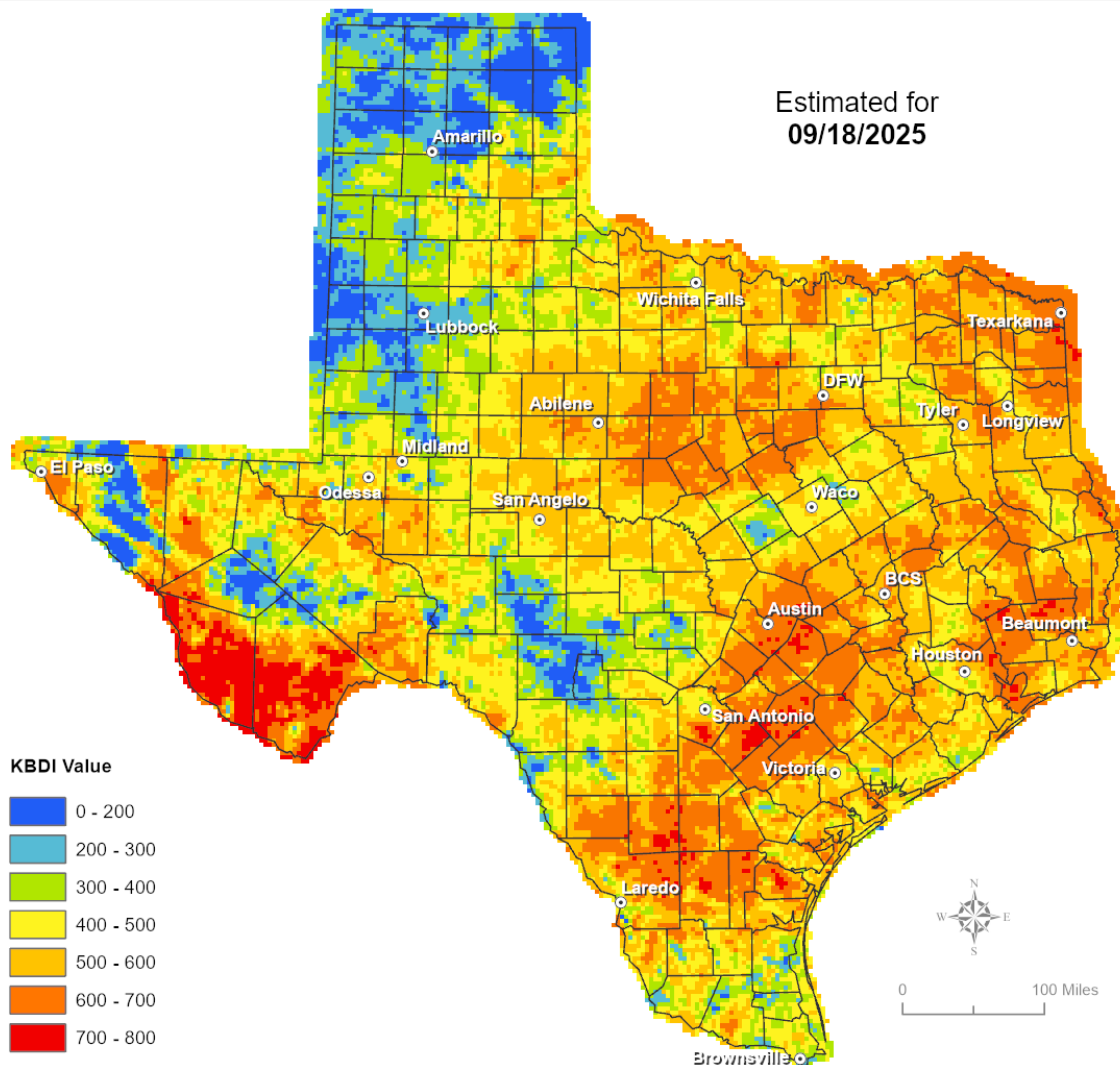 Estimated for
09/18/2025
Amarillo
Wichita Falls
Lubbock
Texarkana
DFW
Abilene
Tyler
Longview
Midland
El Paso
Odessa
San Angelo
Waco
BCS
Austin
Beaumont
Houston
San Antonio
Victoria
Laredo
Brownsville
KBDI Value
0 - 200
200 - 300
300 - 400
400 - 500
500 - 600
600 - 700
700 - 800
N
W E
S
0 100 Miles